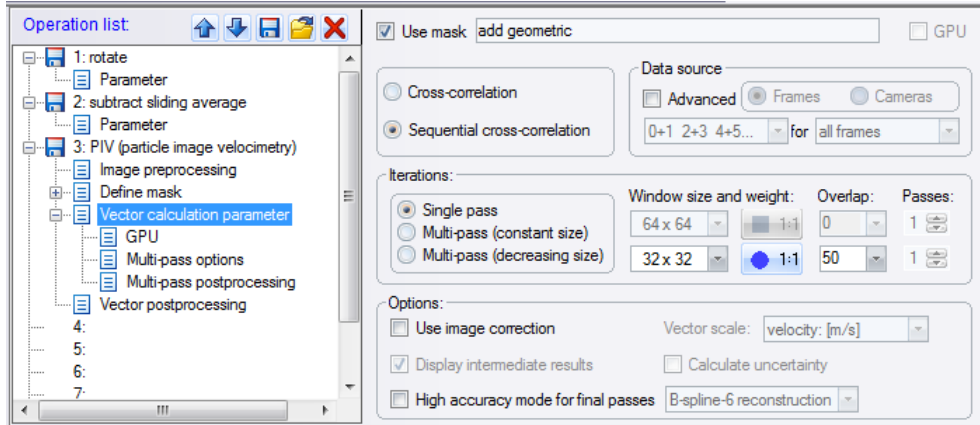 Operation list:
1: rotate
Parameter
2: subtract sliding average
Parameter
3: PIV (particle image velocimetry)
Image preprocessing
Define mask
Vector calculation parameter
GPU
Multi-pass options
Multi-pass postprocessing
Vector postprocessing
4:
5:
6:
7:
Use mask add geometric GPU
Cross-correlation
Sequential cross-correlation
Data source
Advanced Frames Cameras
0+1 2+3 4+5... for all frames
Iterations:
Single pass
Multi-pass (constant size)
Multi-pass (decreasing size)
Window size and weight: Overlap: Passes:
64 x 64 1:1 0 1
32 x 32 1:1 50 1
Options:
Use image correction Vector scale: velocity: [m/s]
Display intermediate results Calculate uncertainty
High accuracy mode for final passes B-spline-6 reconstruction